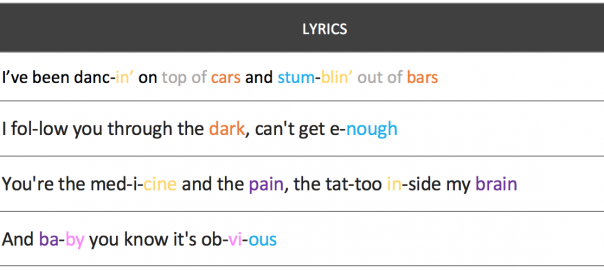 LYRICS
I’ve been danc-in’ on top of cars and stum-blin’ out of bars
I fol-low you through the dark, can't get e-nough
You're the med-i-cine and the pain, the tat-too in-side my brain
And ba-by you know it's ob-vi-ous